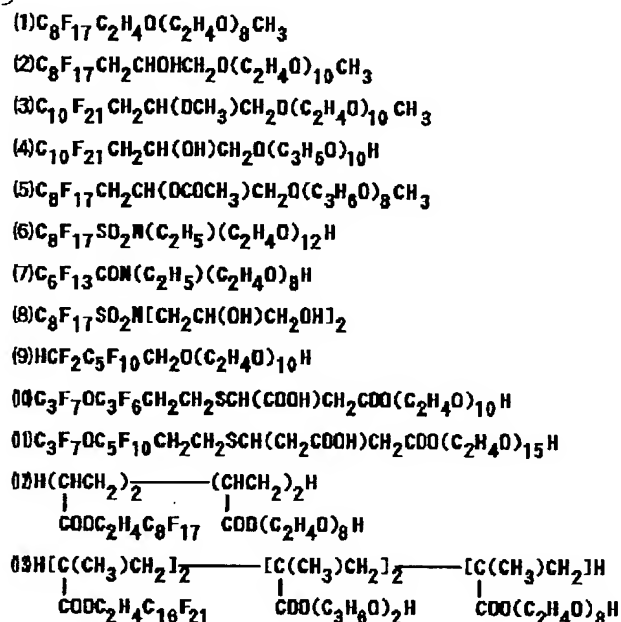 (1)C₈F₁₇C₂H₄O(C₂H₄O)₈CH₃
(2)C₈F₁₇CH₂CHOHCH₂O(C₂H₄O)₁₀CH₃
(3)C₁₀F₂₁CH₂CH(OCH₃)CH₂O(C₂H₄O)₁₀CH₃
(4)C₁₀F₂₁CH₂CH(OH)CH₂O(C₃H₆O)₁₀H
(5)C₈F₁₇CH₂CH(OCOCH₃)CH₂O(C₃H₆O)₈CH₃
(6)C₈F₁₇SO₂N(C₂H₅)(C₂H₄O)₁₂H
(7)C₆F₁₃CON(C₂H₅)(C₂H₄O)₈H
(8)C₈F₁₇SO₂N[CH₂CH(OH)CH₂OH]₂
(9)HCF₂C₅F₁₀CH₂O(C₂H₄O)₁₀H
(10)C₃F₇OC₃F₆CH₂CH₂SCH(COOH)CH₂COO(C₂H₄O)₁₀H
(11)C₃F₇OC₅F₁₀CH₂CH₂SCH(CH₂COOH)CH₂COO(C₂H₄O)₁₅H
(12)H(CHCH₂)₂ (CHCH₂)₂H
COOC₂H₄C₈F₁₇ COO(C₂H₄O)₈H
(13)H[C(CH₃)CH₂]₂ [C(CH₃)CH₂]₂ [C(CH₃)CH₂]H
COOC₂H₄C₁₆F₂₁ COO(C₃H₆O)₂H COO(C₂H₄O)₈H